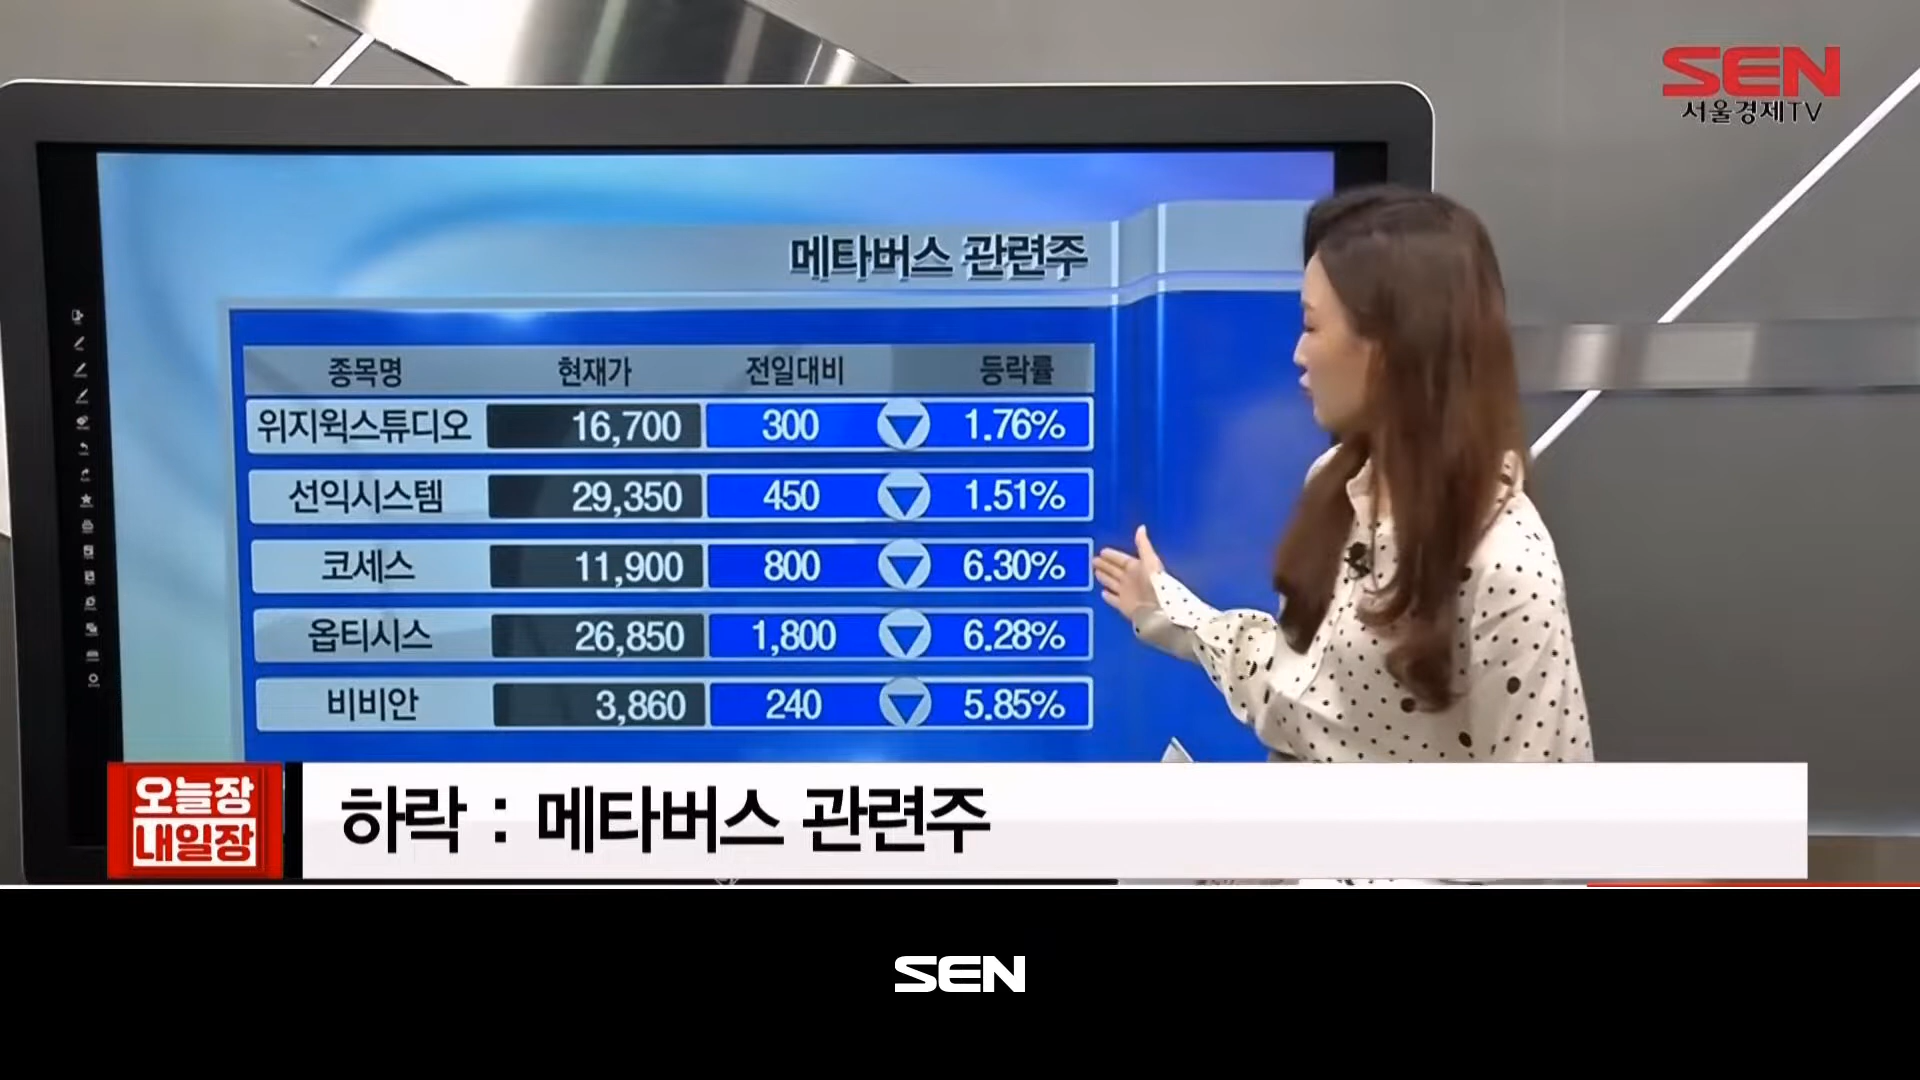 SEN
서울경제TV
메타버스 관련주
종목명 현재가 전일대비 등락률
위지윅스튜디오 16,700 300 ▽ 1.76%
선익시스템 29,350 450 ▽ 1.51%
코세스 11,900 800 ▽ 6.30%
옵티시스 26,850 1,800 ▽ 6.28%
비비안 3,860 240 ▽ 5.85%
오늘장
내일장
하락 : 메타버스 관련주
SEN